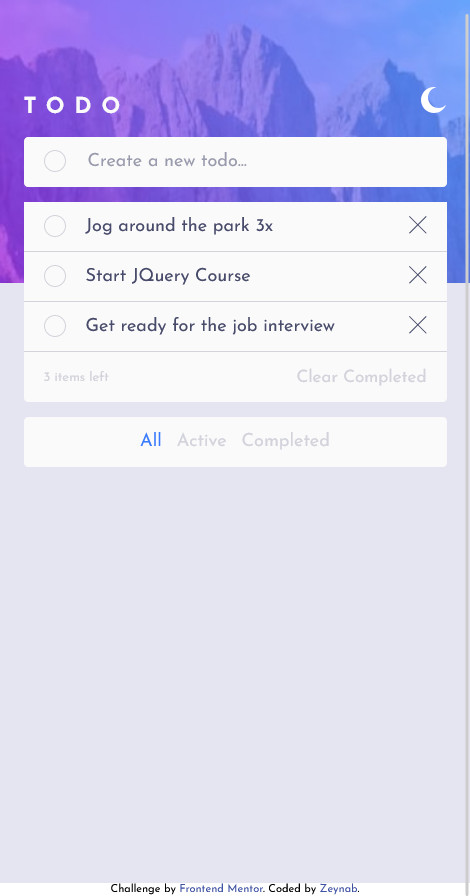 TODO
Create a new todo...
Jog around the park 3x
Start JQuery Course
Get ready for the job interview
3 items left Clear Completed
All Active Completed
Challenge by Frontend Mentor. Coded by Zeynab.